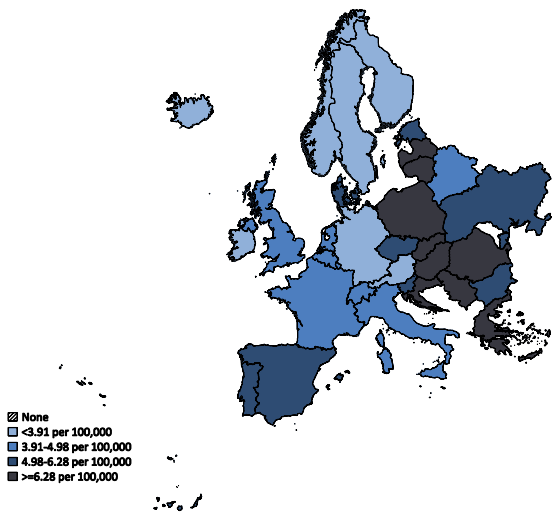 None
<3.91 per 100,000
3.91-4.98 per 100,000
4.98-6.28 per 100,000
>=6.28 per 100,000